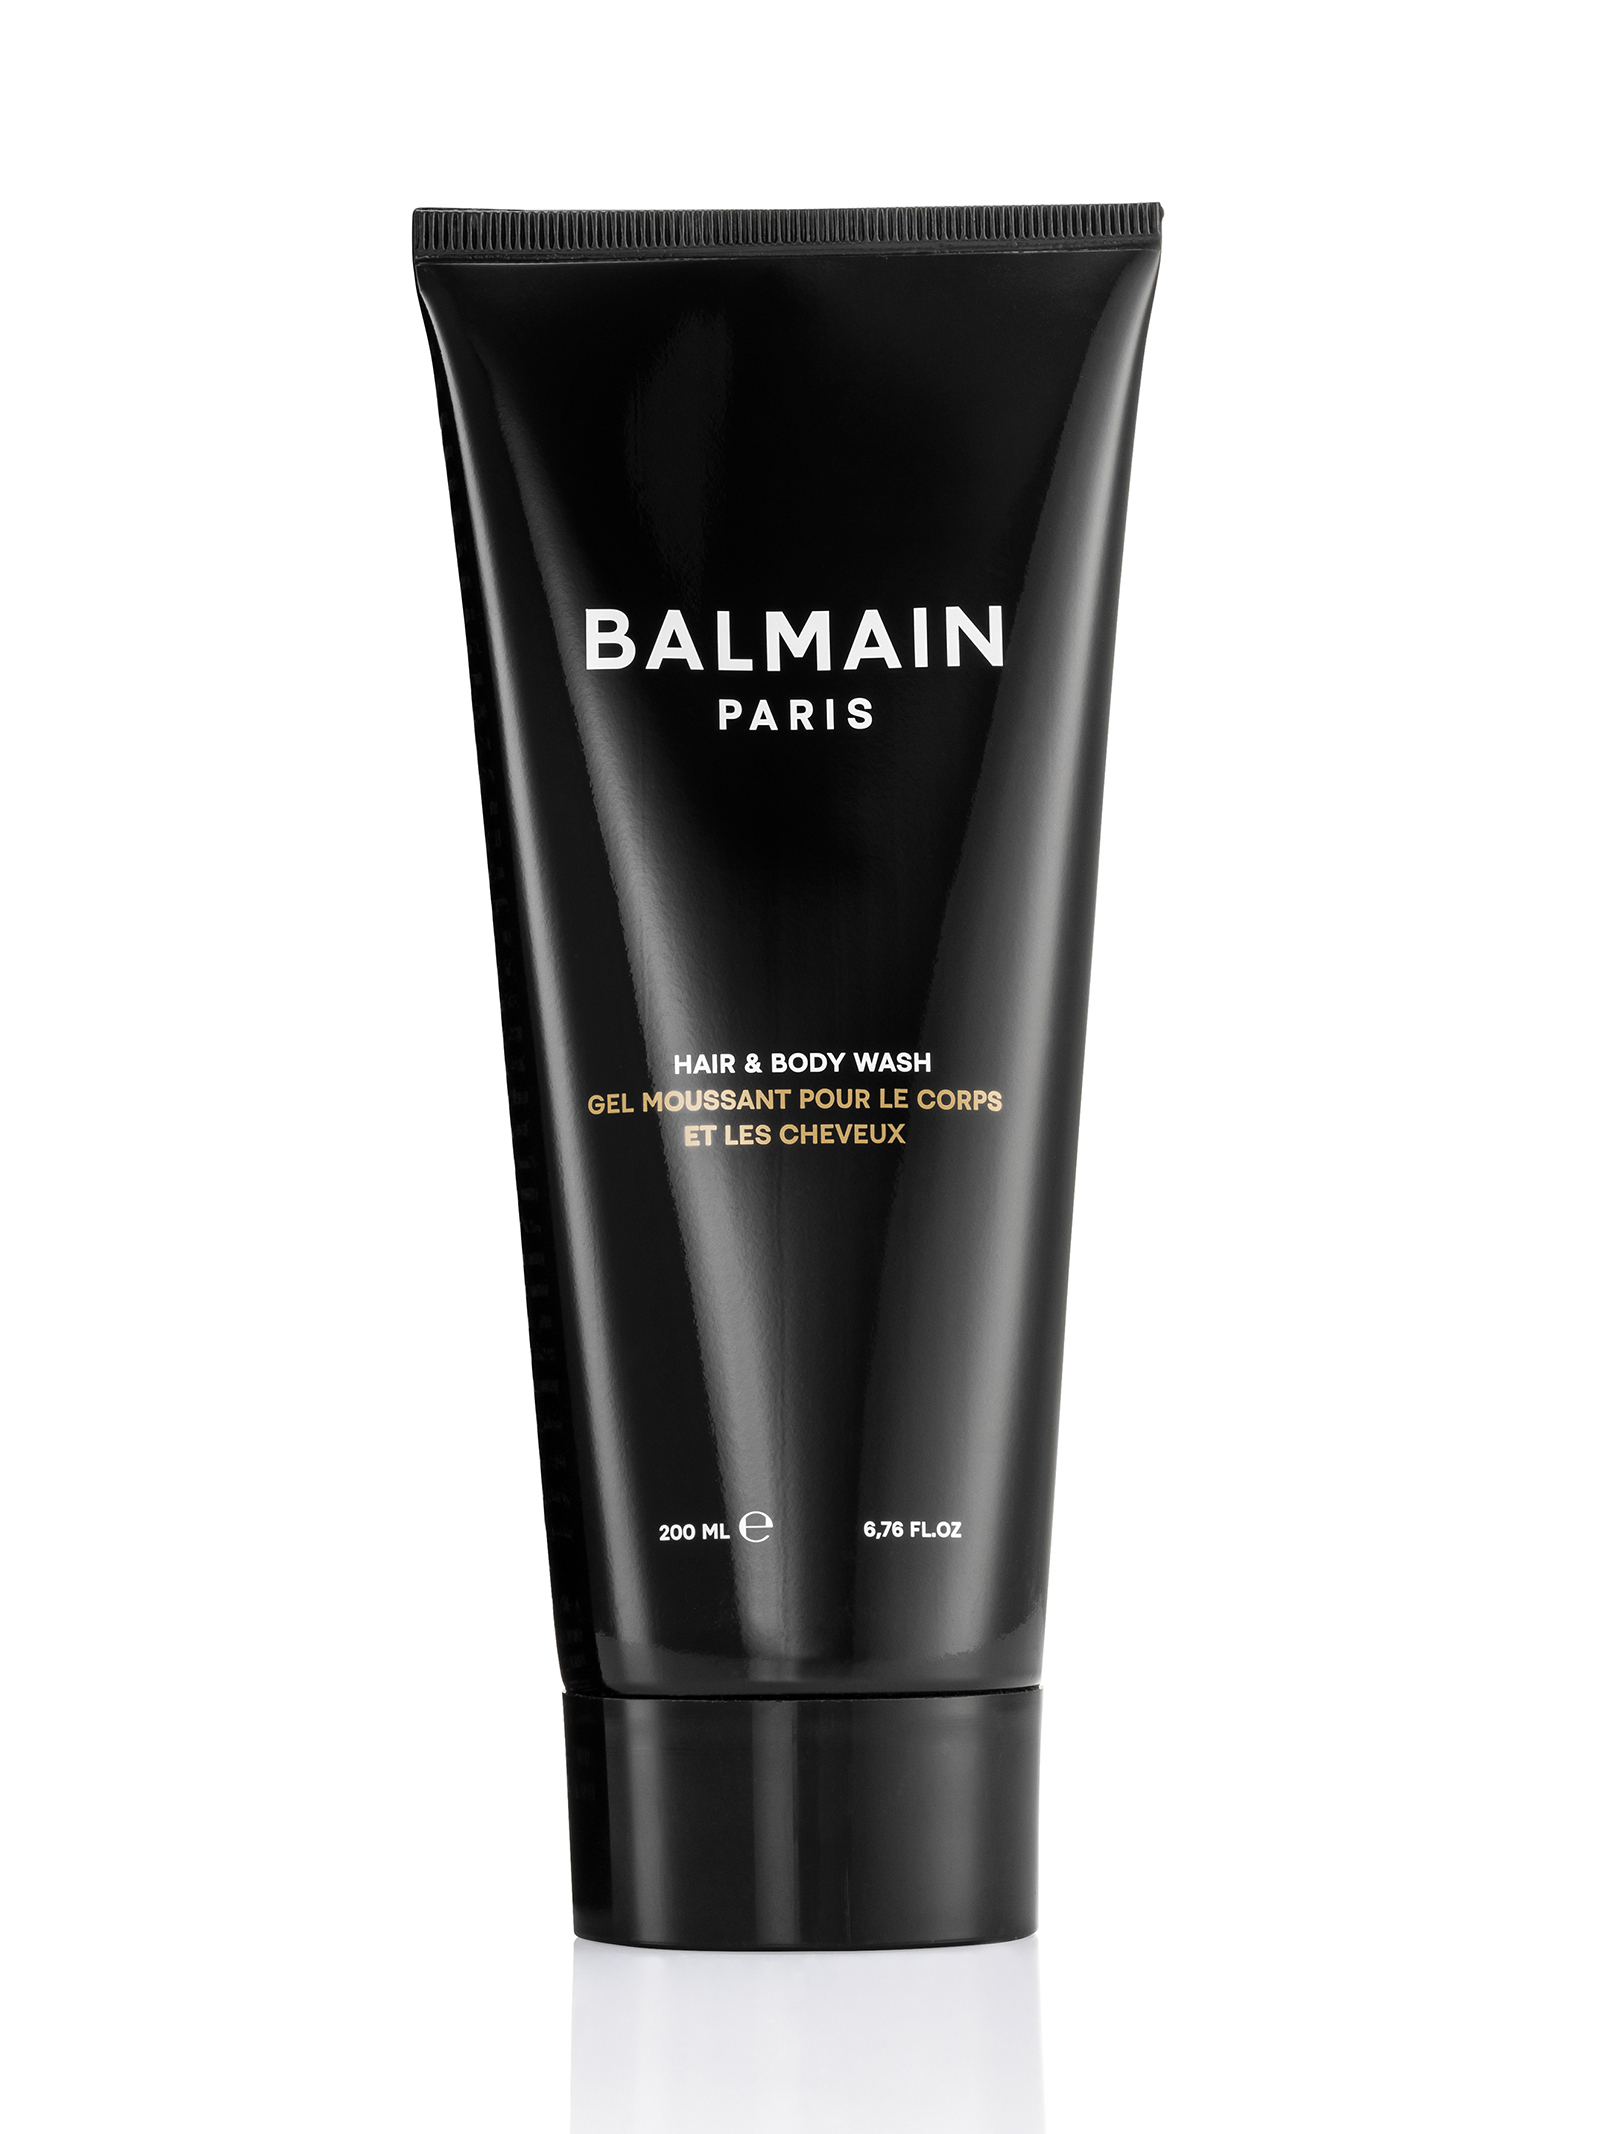 BALMAIN
PARIS
HAIR & BODY WASH
GEL MOUSSANT POUR LE CORPS
ET LES CHEVEUX
200 ML ℮ 6,76 FL.OZ